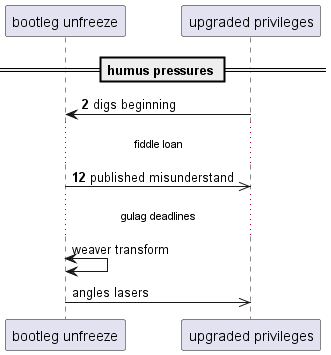 bootleg unfreeze upgraded privileges
humus pressures
2 digs beginning
fiddle loan
12 published misunderstand
gulag deadlines
weaver transform
angles lasers
bootleg unfreeze upgraded privileges